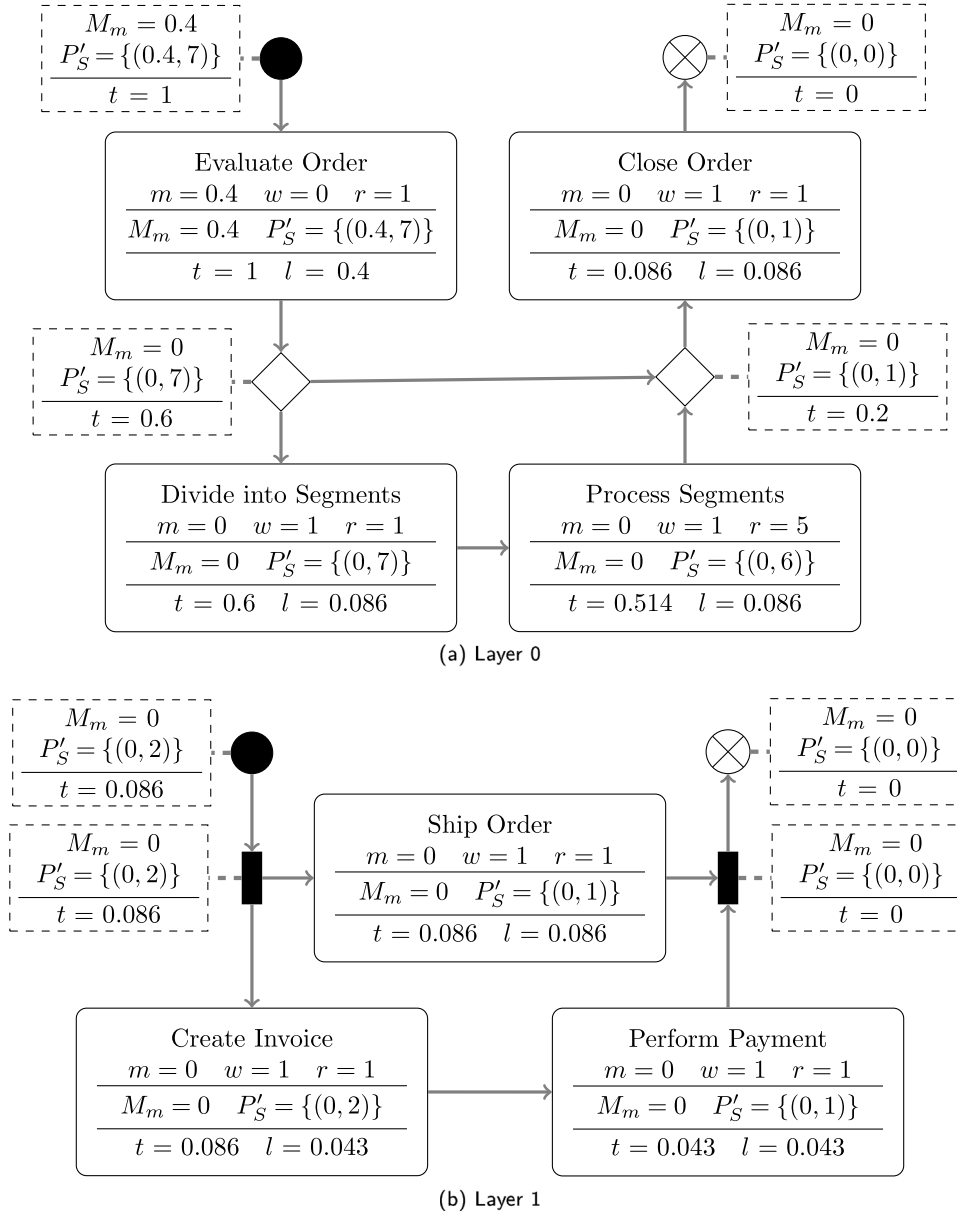 M_m = 0.4
P′_S = {(0.4, 7)}
t = 1
Evaluate Order
m = 0.4 w = 0 r = 1
M_m = 0.4 P′_S = {(0.4, 7)}
t = 1 l = 0.4
M_m = 0
P′_S = {(0, 0)}
t = 0
Close Order
m = 0 w = 1 r = 1
M_m = 0 P′_S = {(0, 1)}
t = 0.086 l = 0.086
M_m = 0
P′_S = {(0, 7)}
t = 0.6
M_m = 0
P′_S = {(0, 1)}
t = 0.2
Divide into Segments
m = 0 w = 1 r = 1
M_m = 0 P′_S = {(0, 7)}
t = 0.6 l = 0.086
Process Segments
m = 0 w = 1 r = 5
M_m = 0 P′_S = {(0, 6)}
t = 0.514 l = 0.086
(a) Layer 0
M_m = 0
P′_S = {(0, 2)}
t = 0.086
M_m = 0
P′_S = {(0, 0)}
t = 0
M_m = 0
P′_S = {(0, 2)}
t = 0.086
Ship Order
m = 0 w = 1 r = 1
M_m = 0 P′_S = {(0, 1)}
t = 0.086 l = 0.086
M_m = 0
P′_S = {(0, 0)}
t = 0
Create Invoice
m = 0 w = 1 r = 1
M_m = 0 P′_S = {(0, 2)}
t = 0.086 l = 0.043
Perform Payment
m = 0 w = 1 r = 1
M_m = 0 P′_S = {(0, 1)}
t = 0.043 l = 0.043
(b) Layer 1